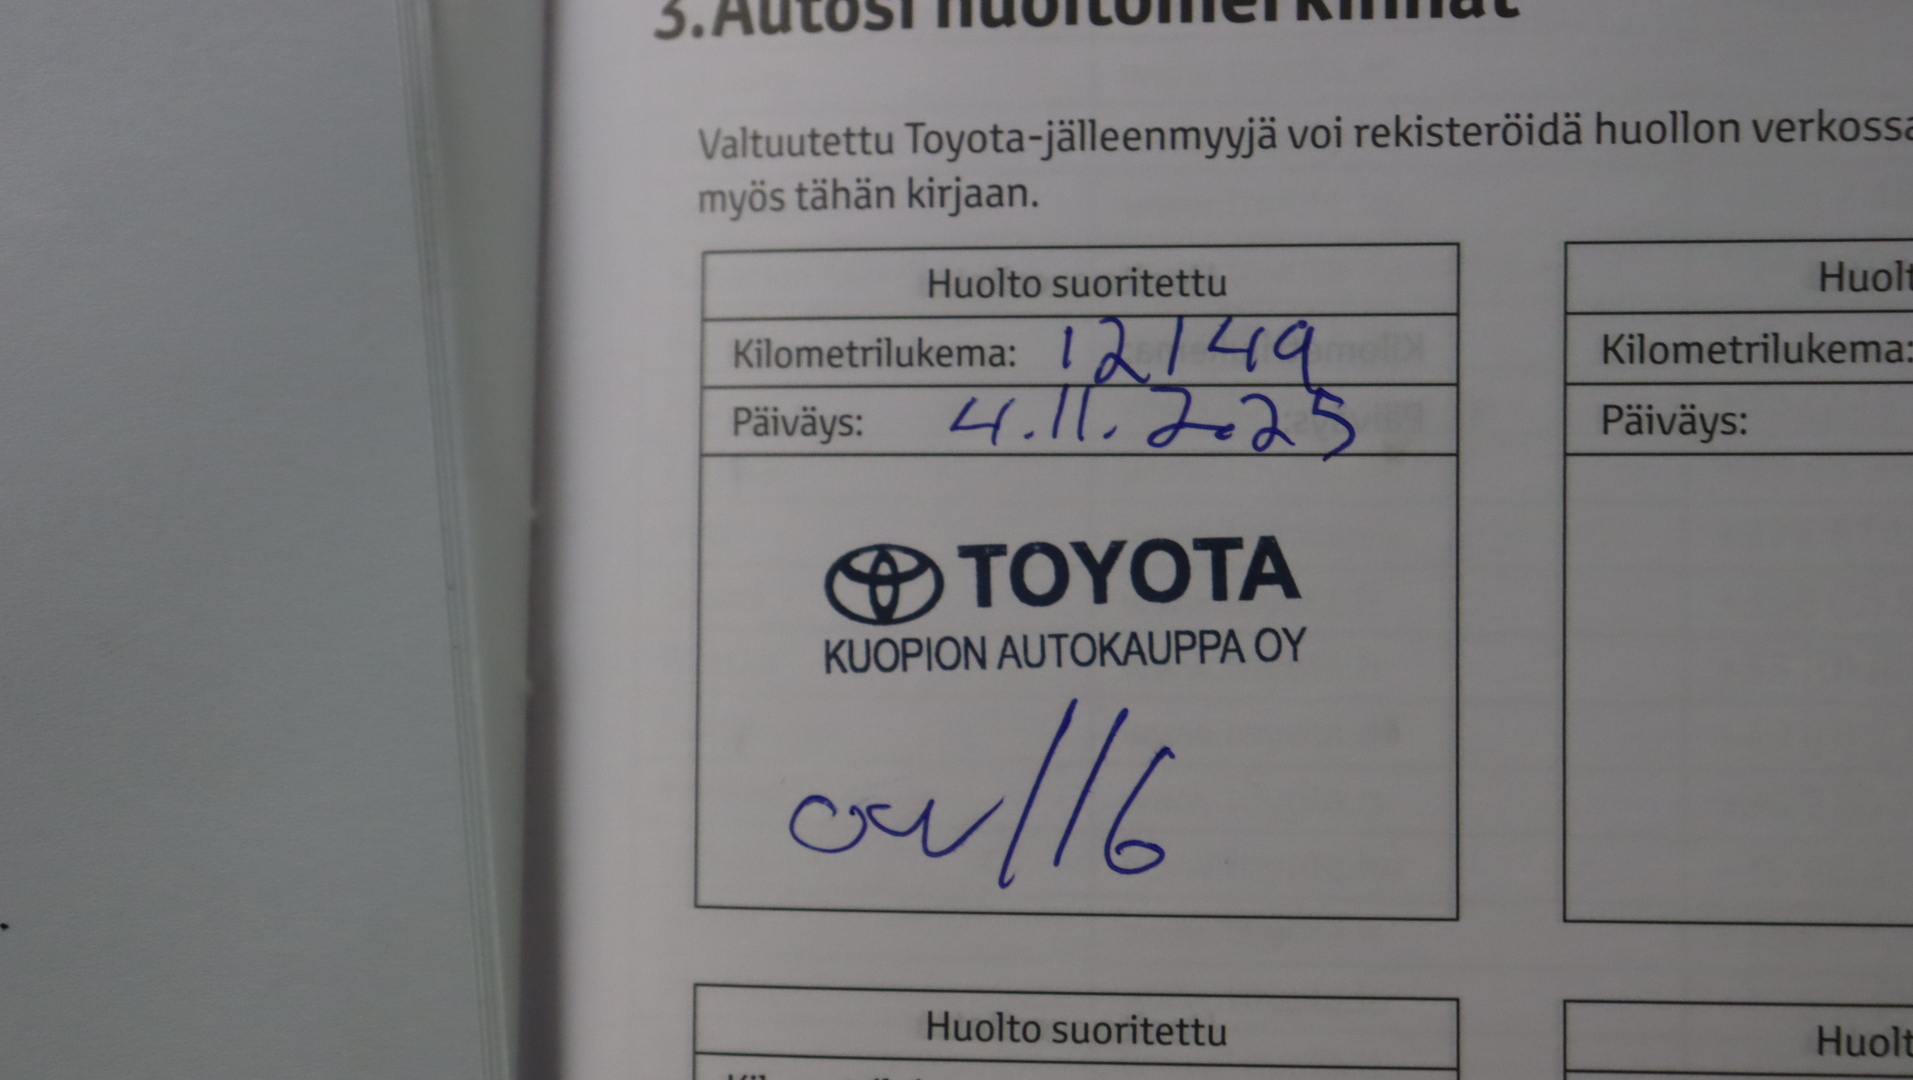 3. Autosi huoltomerkinnät
Valtuutettu Toyota-jälleenmyyjä voi rekisteröidä huollon verkossa
myös tähän kirjaan.
Huolto suoritettu
Kilometrilukema: 12149
Päiväys: 4.11.2025
TOYOTA
KUOPION AUTOKAUPPA OY
Huolt
Kilometrilukema:
Päiväys:
Huolto suoritettu
Huolt